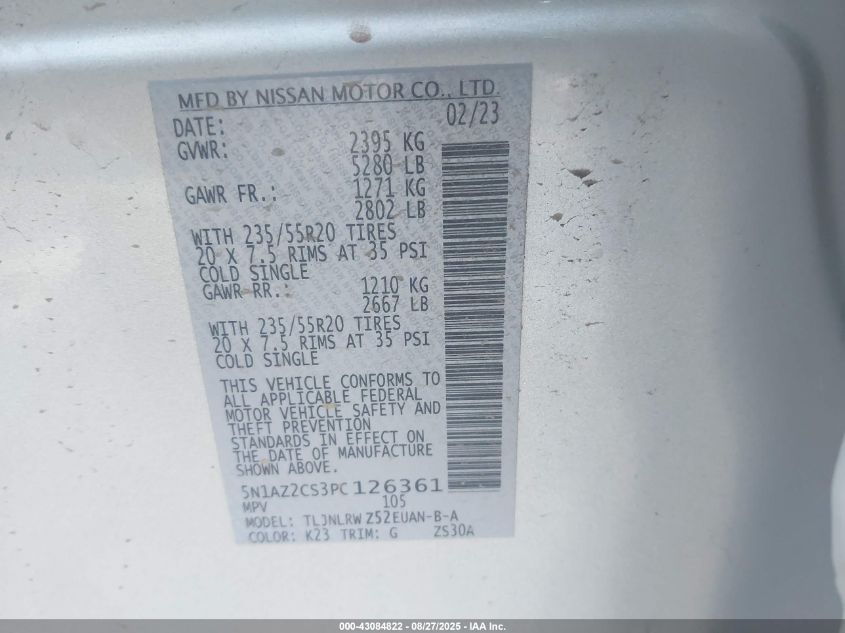 MFD BY NISSAN MOTOR CO., LTD.
DATE: 02/23
GVWR: 2395 KG
5280 LB
GAWR FR.: 1271 KG
2802 LB
WITH 235/55R20 TIRES
20 X 7.5 RIMS AT 35 PSI
COLD SINGLE
GAWR RR.: 1210 KG
2667 LB
WITH 235/55R20 TIRES
20 X 7.5 RIMS AT 35 PSI
COLD SINGLE
THIS VEHICLE CONFORMS TO
ALL APPLICABLE FEDERAL
MOTOR VEHICLE SAFETY AND
THEFT PREVENTION
STANDARDS IN EFFECT ON
THE DATE OF MANUFACTURE
SHOWN ABOVE.
5N1AZ2CS3PC126361
MPV 105
MODEL: TLJNLRW Z52EUAN-B-A
COLOR: K23 TRIM: G ZS30A
000-43084822 - 08/27/2025 - IAA Inc.